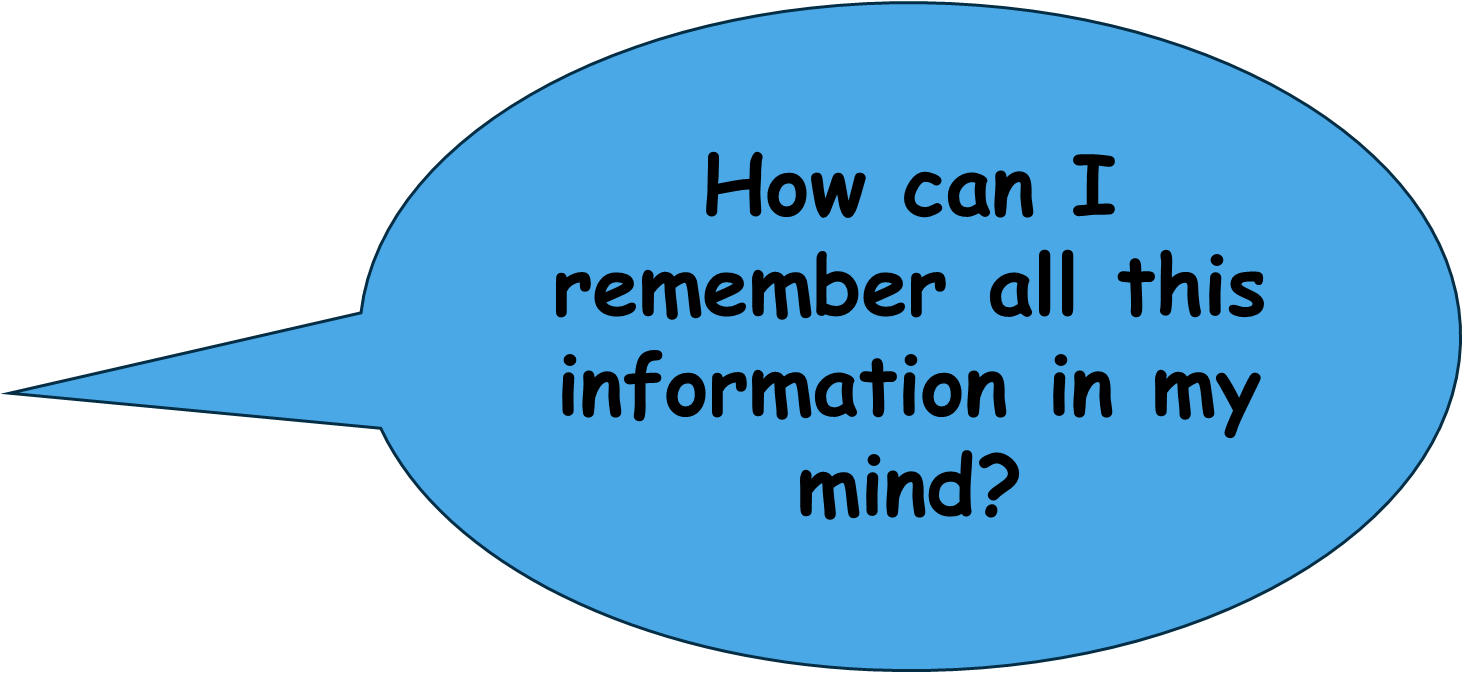 How can I
remember all this
information in my
mind?